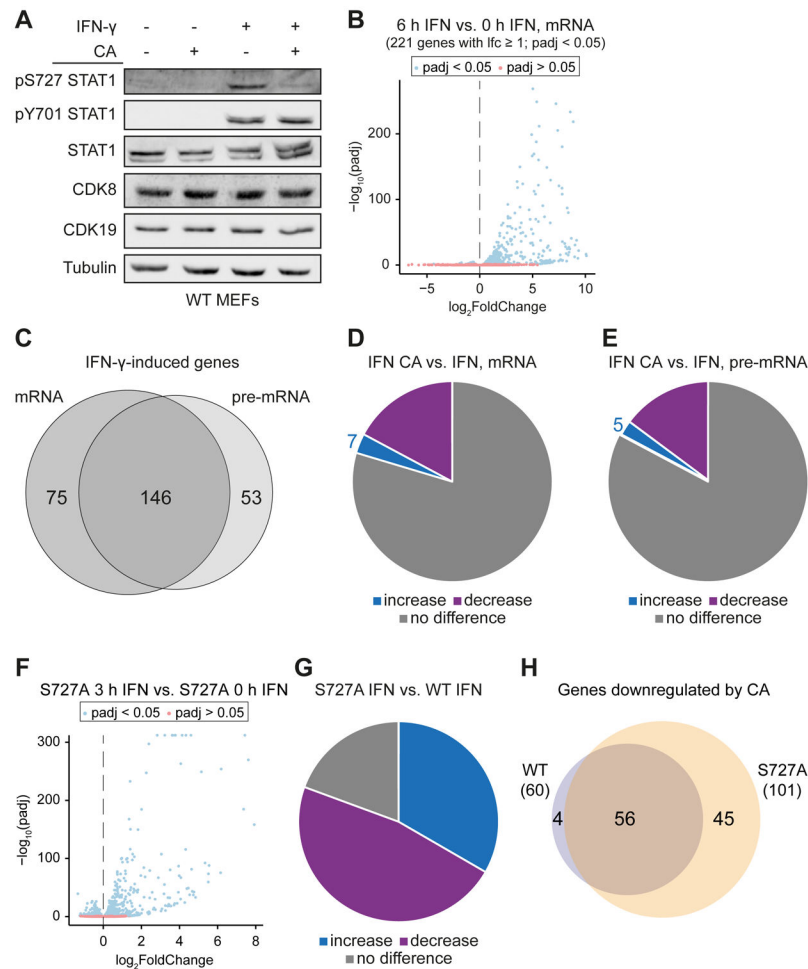 A
IFN-γ - - + +
CA - + - +
pS727 STAT1
pY701 STAT1
STAT1
CDK8
CDK19
Tubulin
WT MEFs
B
6 h IFN vs. 0 h IFN, mRNA
(221 genes with lfc ≥ 1; padj < 0.05)
padj < 0.05 padj > 0.05
−log10(padj)
200
100
0
−5 0 5 10
log2FoldChange
C
IFN-γ-induced genes
mRNA pre-mRNA
75 146 53
D
IFN CA vs. IFN, mRNA
7
increase decrease
no difference
E
IFN CA vs. IFN, pre-mRNA
5
increase decrease
no difference
F
S727A 3 h IFN vs. S727A 0 h IFN
padj < 0.05 padj > 0.05
−log10(padj)
300
200
100
0
0 2 4 6 8
log2FoldChange
G
S727A IFN vs. WT IFN
increase decrease
no difference
H
Genes downregulated by CA
WT
(60)
S727A
(101)
4 56 45